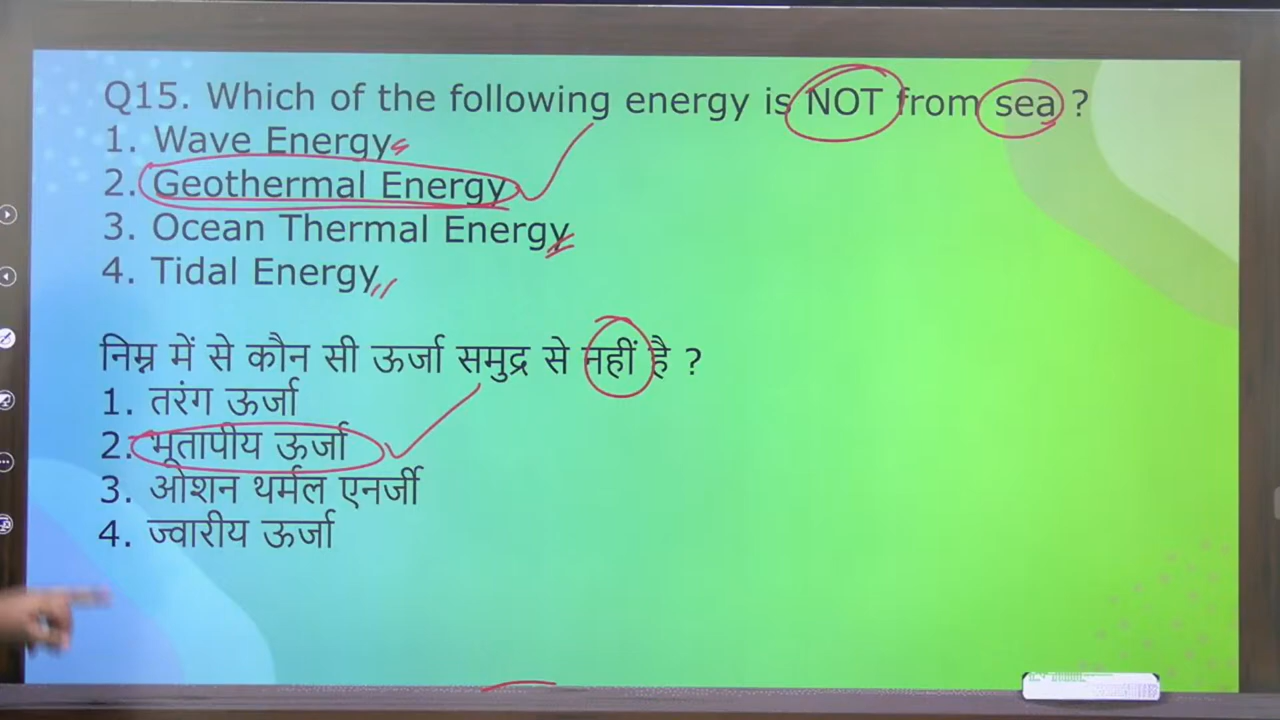 Q15. Which of the following energy is NOT from sea ?
1. Wave Energy
2. Geothermal Energy
3. Ocean Thermal Energy
4. Tidal Energy
निम्न में से कौन सी ऊर्जा समुद्र से नहीं है ?
1. तरंग ऊर्जा
2. भूतापीय ऊर्जा
3. ओशन थर्मल एनर्जी
4. ज्वारीय ऊर्जा